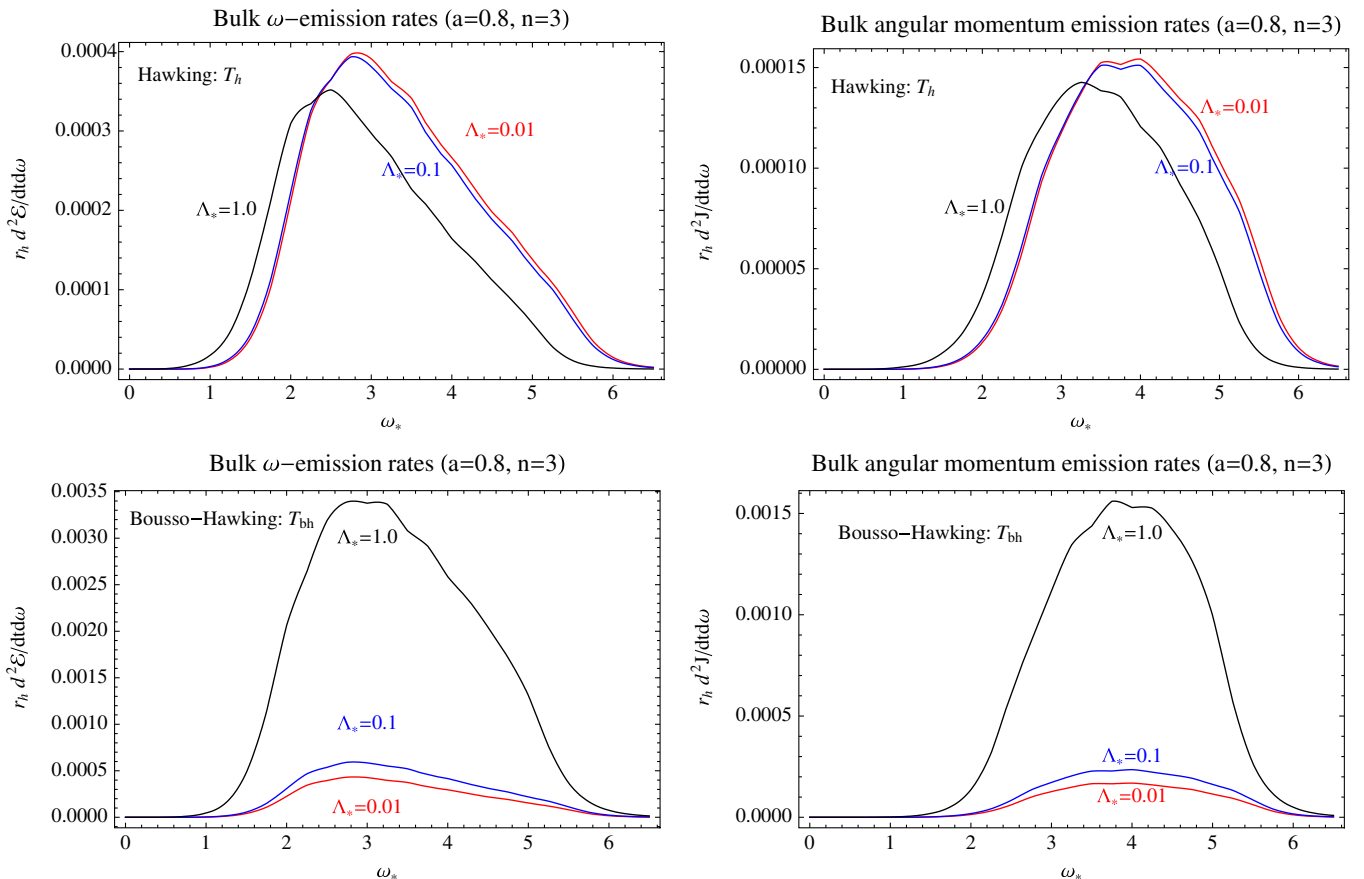 Bulk ω−emission rates (a=0.8, n=3)
Hawking: Tₕ
Λ*=0.01
Λ*=0.1
Λ*=1.0
rₕ d²ℰ/dtdω
0.0004
0.0003
0.0002
0.0001
0.0000
0 1 2 3 4 5 6
ω*
Bulk angular momentum emission rates (a=0.8, n=3)
Hawking: Tₕ
Λ*=0.01
Λ*=0.1
Λ*=1.0
rₕ d²J/dtdω
0.00015
0.00010
0.00005
0.00000
0 1 2 3 4 5 6
ω*
Bulk ω−emission rates (a=0.8, n=3)
Bousso−Hawking: T_bh
Λ*=1.0
Λ*=0.1
Λ*=0.01
rₕ d²ℰ/dtdω
0.0035
0.0030
0.0025
0.0020
0.0015
0.0010
0.0005
0.0000
0 1 2 3 4 5 6
ω*
Bulk angular momentum emission rates (a=0.8, n=3)
Bousso−Hawking: T_bh
Λ*=1.0
Λ*=0.1
Λ*=0.01
rₕ d²J/dtdω
0.0015
0.0010
0.0005
0.0000
0 1 2 3 4 5 6
ω*